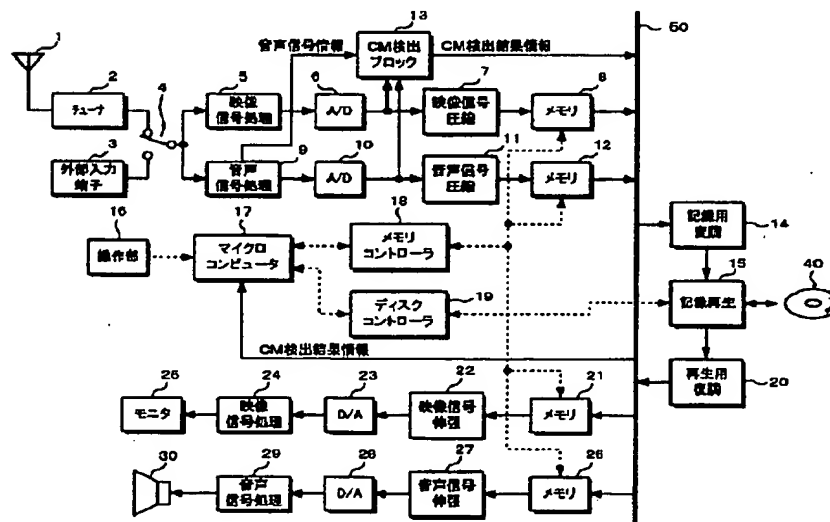 1
2
チューナ
3
外部入力
端子
4
5
映像
信号処理
音声信号情報
13
CM検出
ブロック
CM検出結果情報
50
6
A/D
7
映像信号
圧縮
8
メモリ
9
音声
信号処理
10
A/D
11
音声信号
圧縮
12
メモリ
16
操作部
17
マイクロ
コンピュータ
18
メモリ
コントローラ
19
ディスク
コントローラ
14
記録用
変調
15
記録再生
40
20
再生用
復調
CM検出結果情報
25
モニタ
24
映像
信号処理
23
D/A
22
映像信号
伸張
21
メモリ
30
29
音声
信号処理
28
D/A
27
音声信号
伸張
26
メモリ